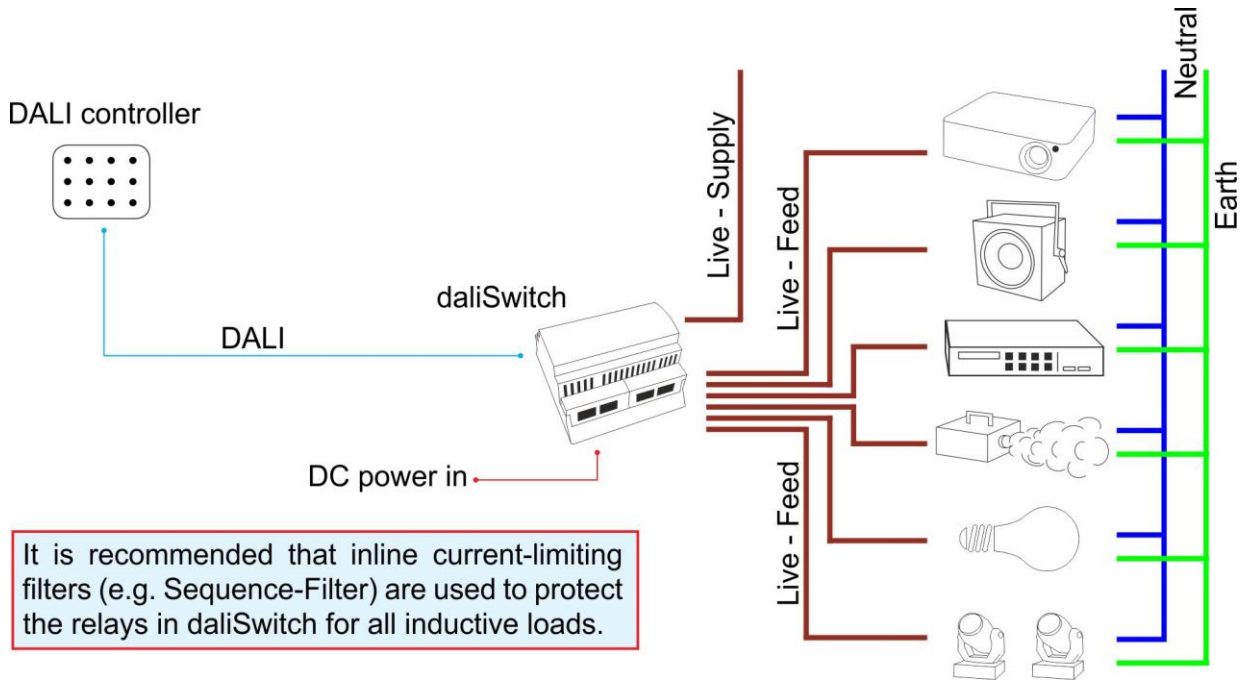 DALI controller
Neutral
Earth
Live - Supply
Live - Feed
daliSwitch
DALI
DC power in
Live - Feed
It is recommended that inline current-limiting
filters (e.g. Sequence-Filter) are used to protect
the relays in daliSwitch for all inductive loads.